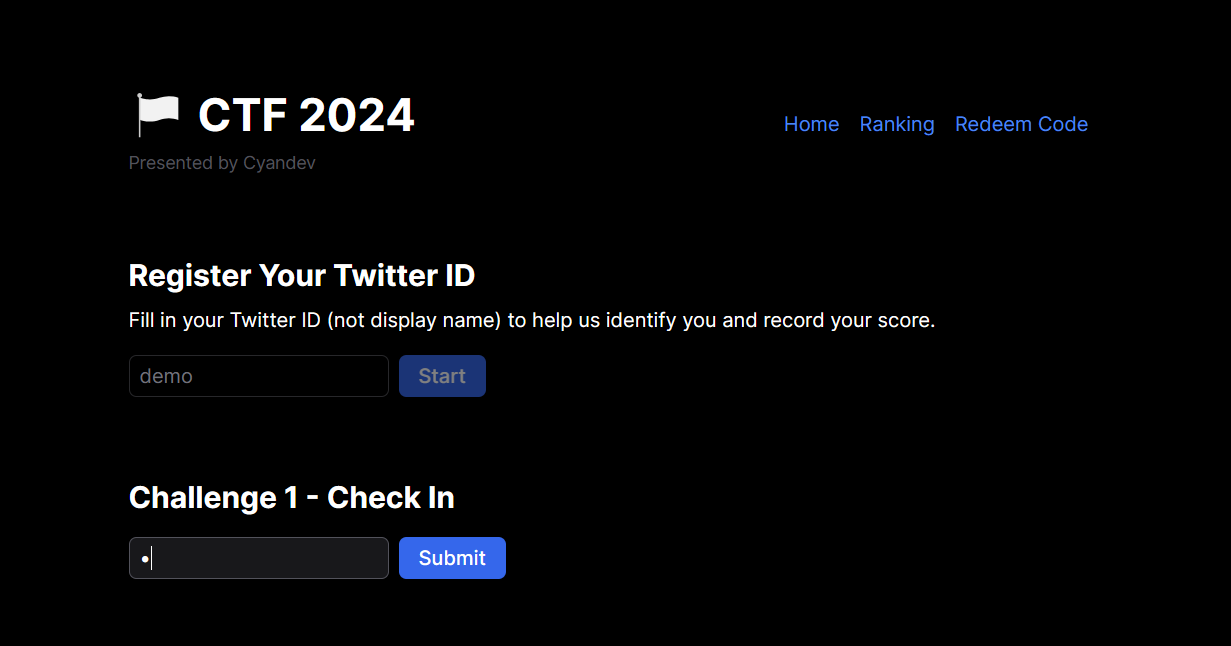 CTF 2024
Home Ranking Redeem Code
Presented by Cyandev
Register Your Twitter ID
Fill in your Twitter ID (not display name) to help us identify you and record your score.
demo Start
Challenge 1 - Check In
• Submit